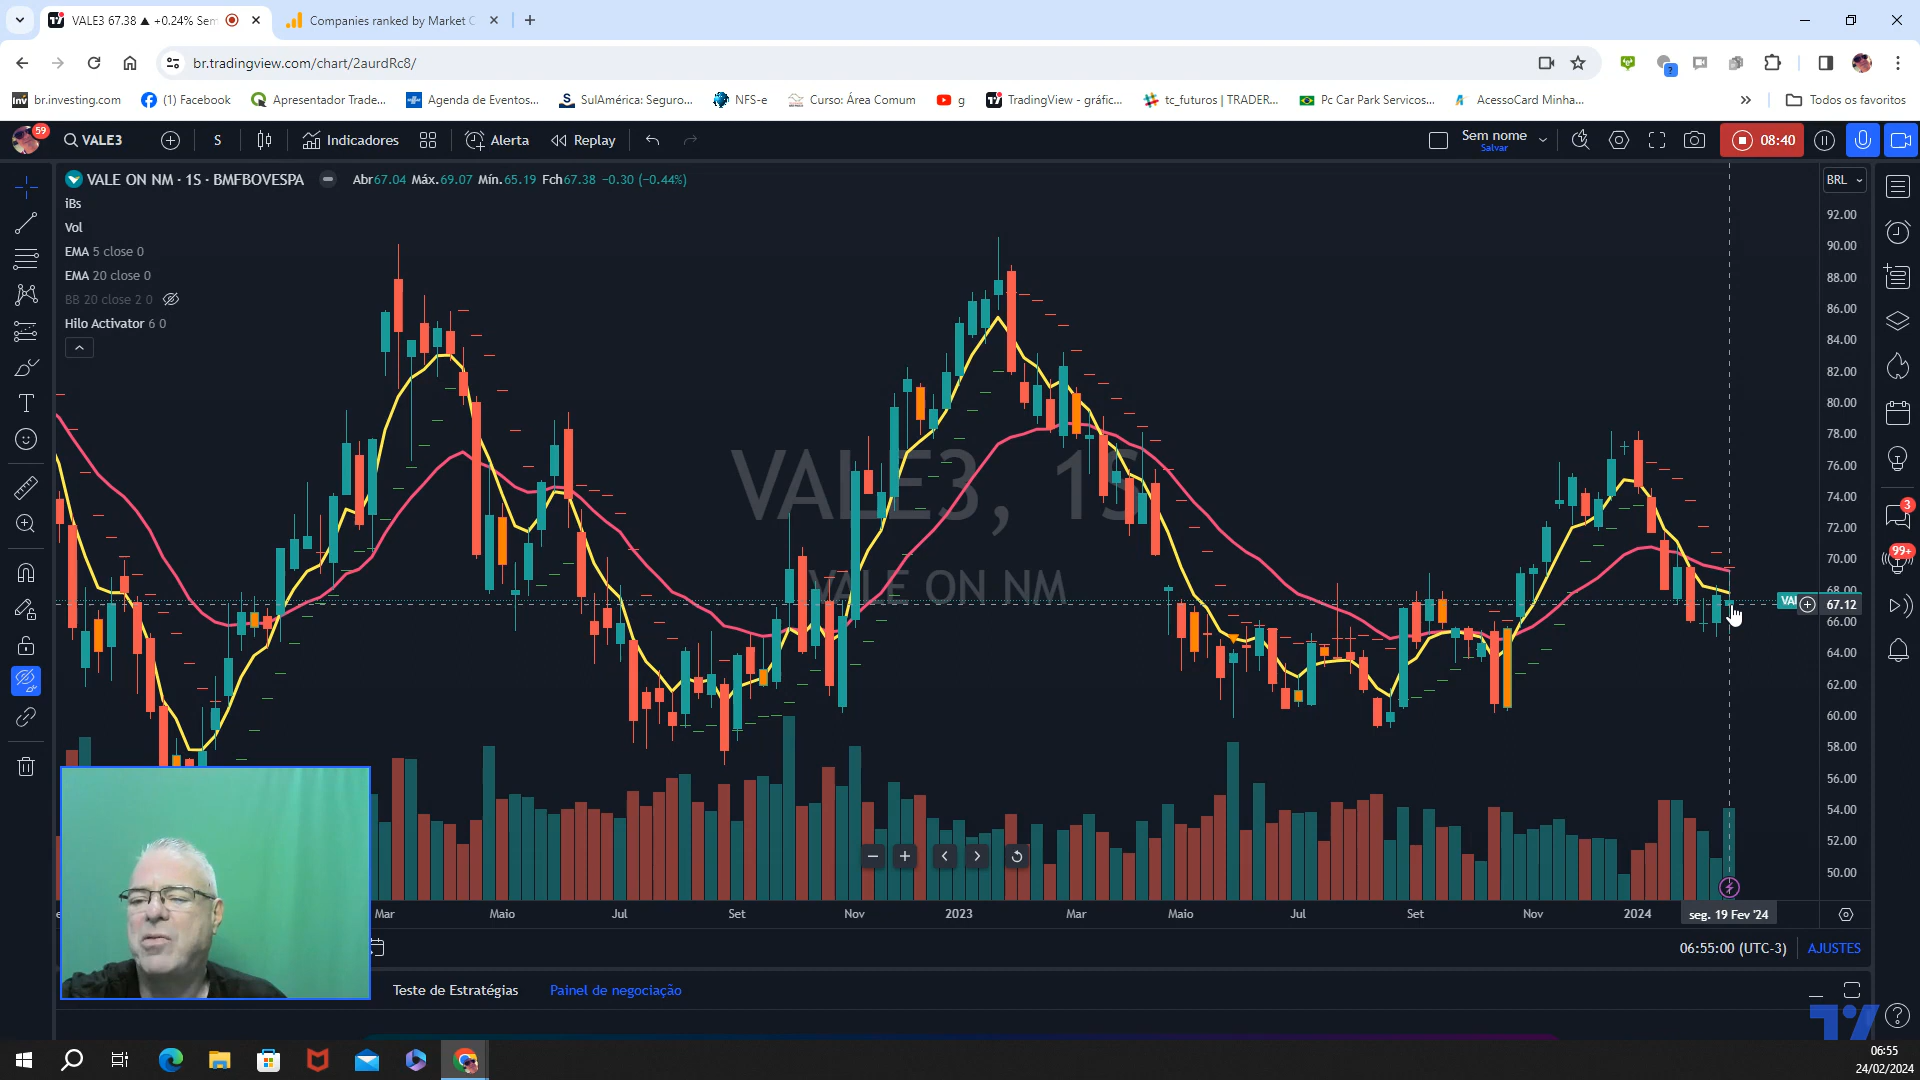 VALE3 67.38 ▲ +0.24% Sem
Companies ranked by Market C
br.tradingview.com/chart/2aurdRc8/
br.investing.com
(1) Facebook
Apresentador Trade...
Agenda de Eventos...
SulAmérica: Seguro...
NFS-e
Curso: Área Comum
g
TradingView - gráfic...
tc_futuros | TRADER...
Pc Car Park Servicos...
AcessoCard Minha...
Todos os favoritos
59
VALE3
S
Indicadores
Alerta
Replay
Sem nome
Salvar
08:40
VALE ON NM · 1S · BMFBOVESPA
Abr67.04 Máx.69.07 Mín.65.19 Fch67.38 −0.30 (−0.44%)
BRL
iBs
Vol
EMA 5 close 0
EMA 20 close 0
BB 20 close 2 0
Hilo Activator 6 0
VALE3, 1S
VALE ON NM
92.00
90.00
88.00
86.00
84.00
82.00
80.00
78.00
76.00
74.00
72.00
70.00
68.00
67.12
66.00
64.00
62.00
60.00
58.00
56.00
54.00
52.00
50.00
3
99+
Mar
Maio
Jul
Set
Nov
2023
Mar
Maio
Jul
Set
Nov
2024
seg. 19 Fev '24
06:55:00 (UTC-3)
AJUSTES
Teste de Estratégias
Painel de negociação
06:55
24/02/2024